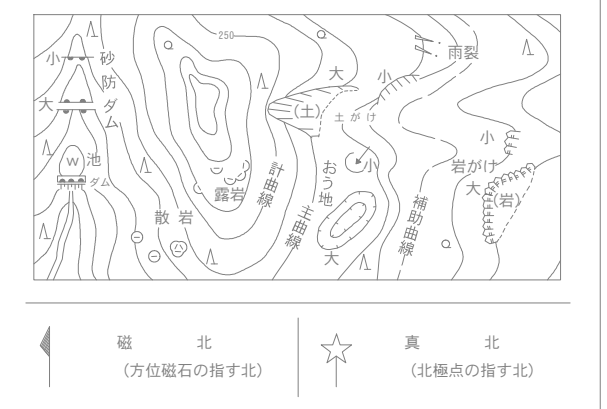 250
小 砂防ダム
大
雨裂
大 小
(土)
土がけ
小
岩がけ
大
(岩)
W 池
ダム
小
おう地
大
露岩
散岩
計曲線
主曲線
補助曲線
磁北
(方位磁石の指す北)
真北
(北極点の指す北)